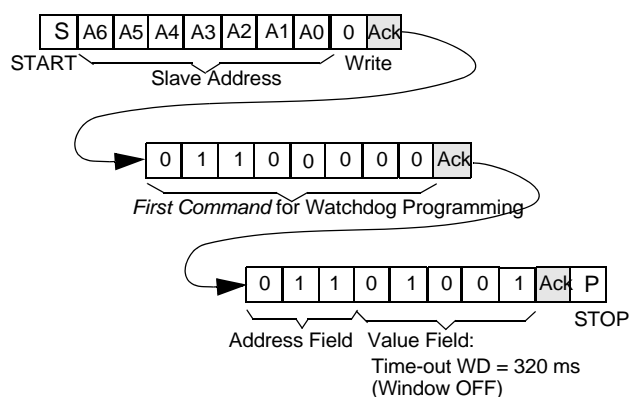 S A6 A5 A4 A3 A2 A1 A0 0 Ack
START Slave Address Write
0 1 1 0 0 0 0 0 Ack
First Command for Watchdog Programming
0 1 1 0 1 0 0 1 Ack P
STOP
Address Field Value Field:
Time-out WD = 320 ms
(Window OFF)